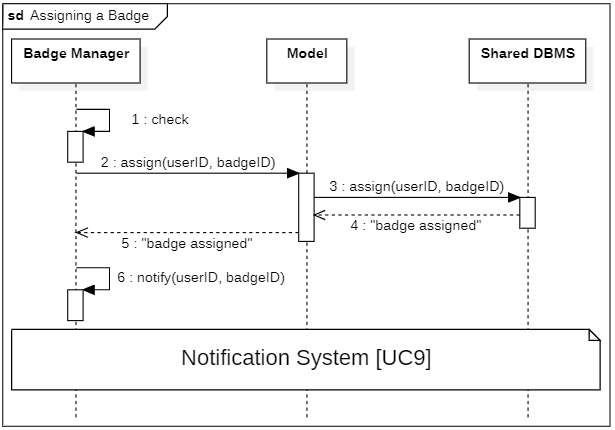 sd Assigning a Badge
Badge Manager
Model
Shared DBMS
1 : check
2 : assign(userID, badgeID)
3 : assign(userID, badgeID)
4 : "badge assigned"
5 : "badge assigned"
6 : notify(userID, badgeID)
Notification System [UC9]